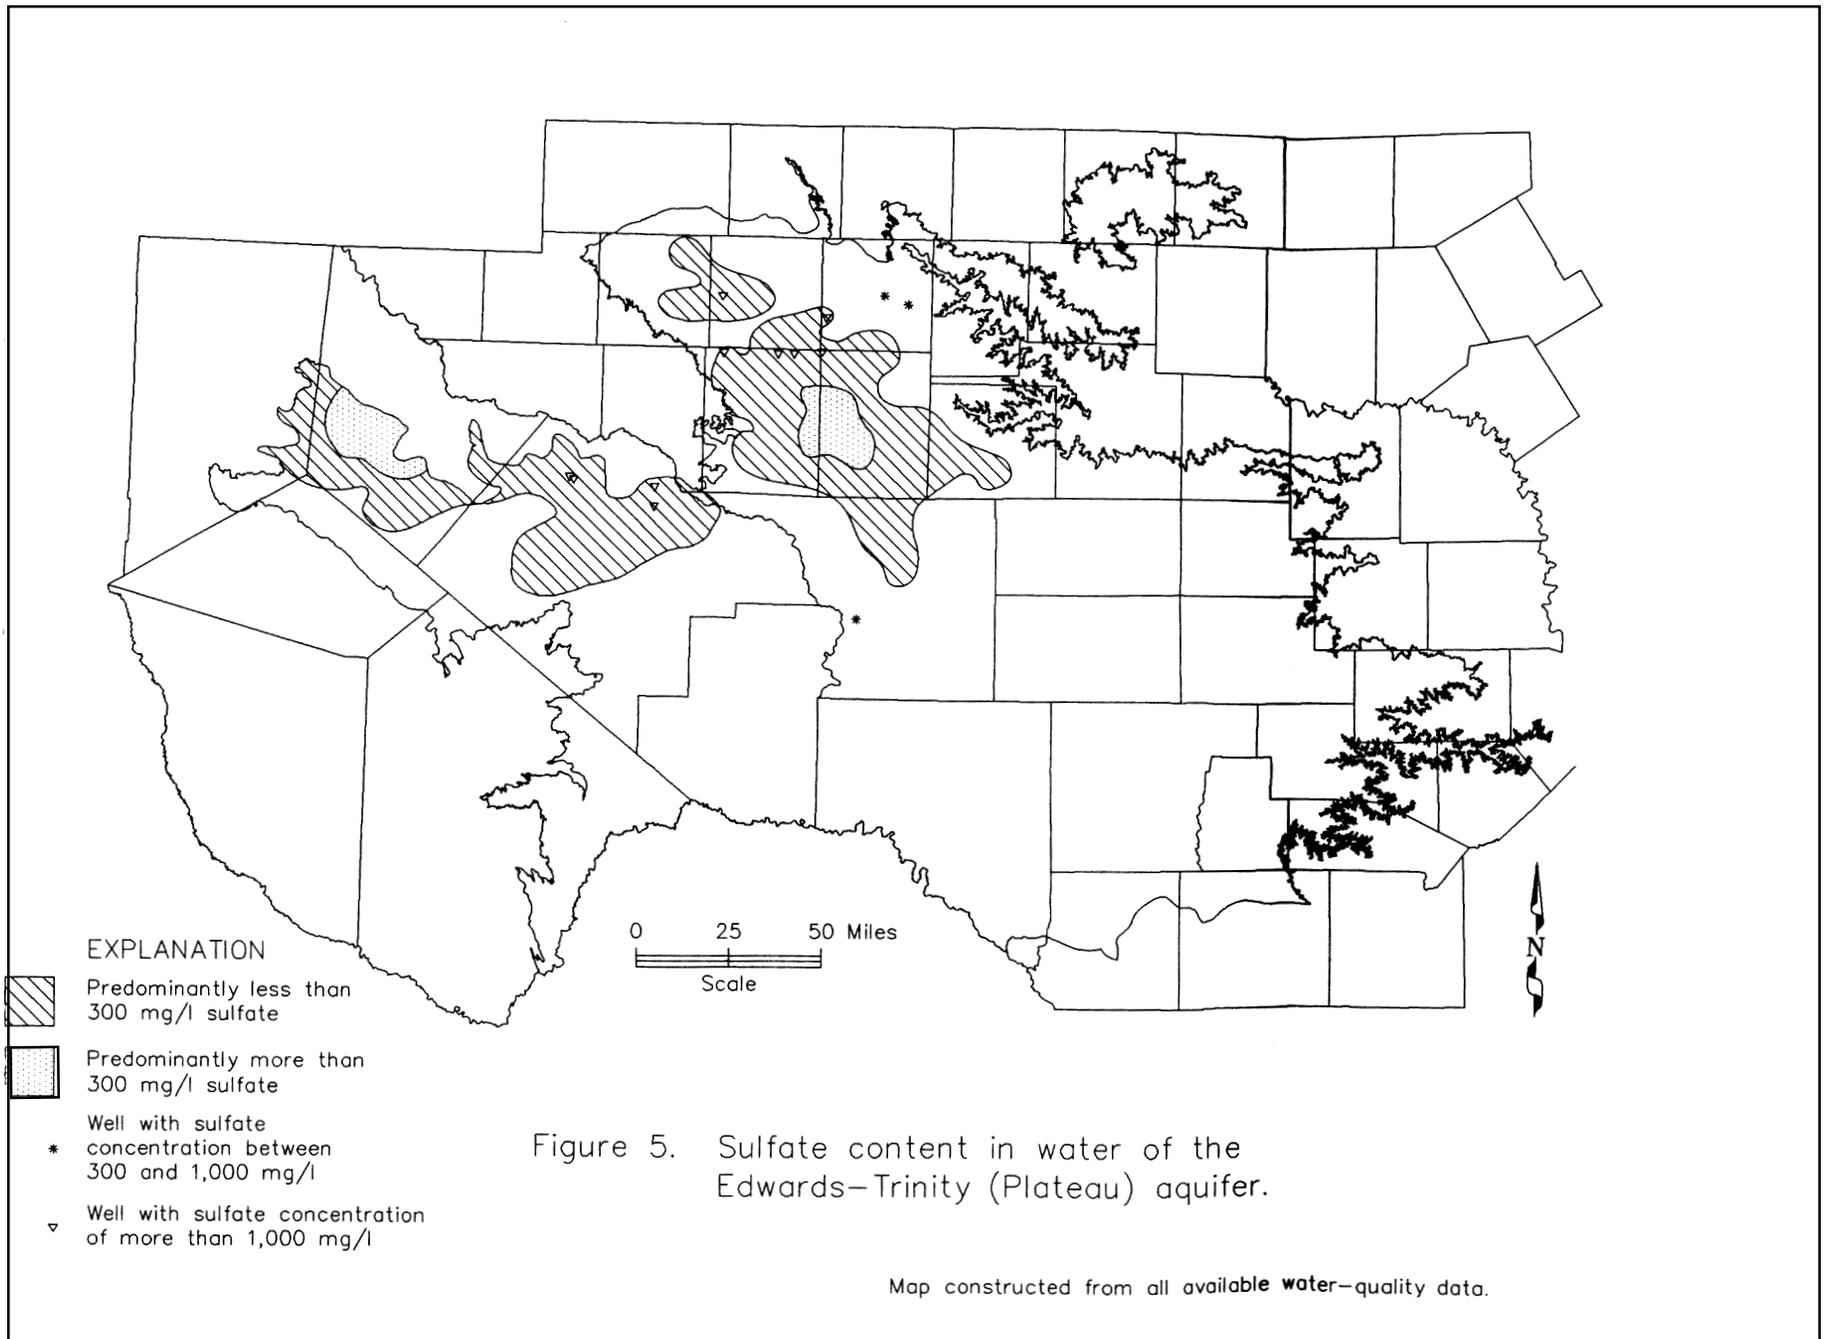 0 25 50 Miles
Scale
N
EXPLANATION
Predominantly less than
300 mg/l sulfate
Predominantly more than
300 mg/l sulfate
Well with sulfate
concentration between
300 and 1,000 mg/l
Well with sulfate concentration
of more than 1,000 mg/l
Figure 5. Sulfate content in water of the
Edwards–Trinity (Plateau) aquifer.
Map constructed from all available water–quality data.